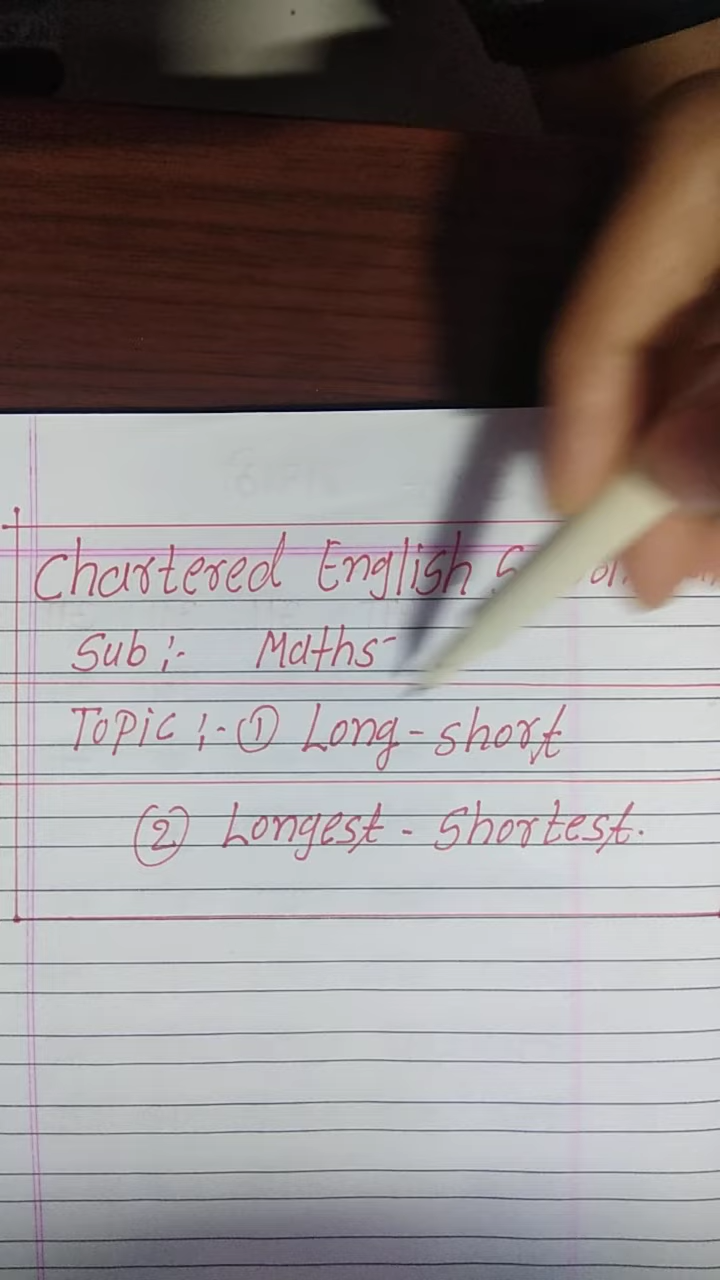 Chartered English
Sub :- Maths-
Topic :- ① Long - short
② Longest - Shortest.